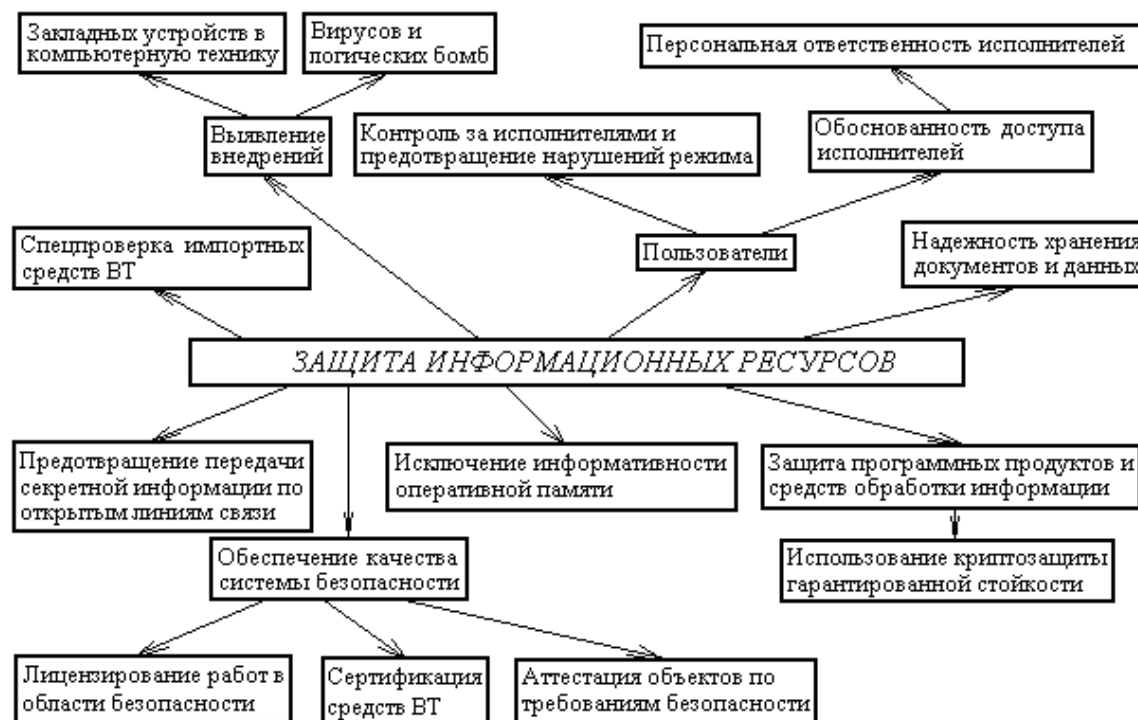 Закладных устройств в
компьютерную технику
Вирусов и
логических бомб
Персональная ответственность исполнителей
Выявление
внедрений
Контроль за исполнителями и
предотвращение нарушений режима
Обоснованность доступа
исполнителей
Спецпроверка импортных
средств ВТ
Пользователи
Надежность хранения
документов и данных
ЗАЩИТА ИНФОРМАЦИОННЫХ РЕСУРСОВ
Предотвращение передачи
секретной информации по
открытым линиям связи
Исключение информативности
оперативной памяти
Защита программных продуктов и
средств обработки информации
Обеспечение качества
системы безопасности
Использование криптозащиты
гарантированной стойкости
Лицензирование работ в
области безопасности
Сертификация
средств ВТ
Аттестация объектов по
требованиям безопасности